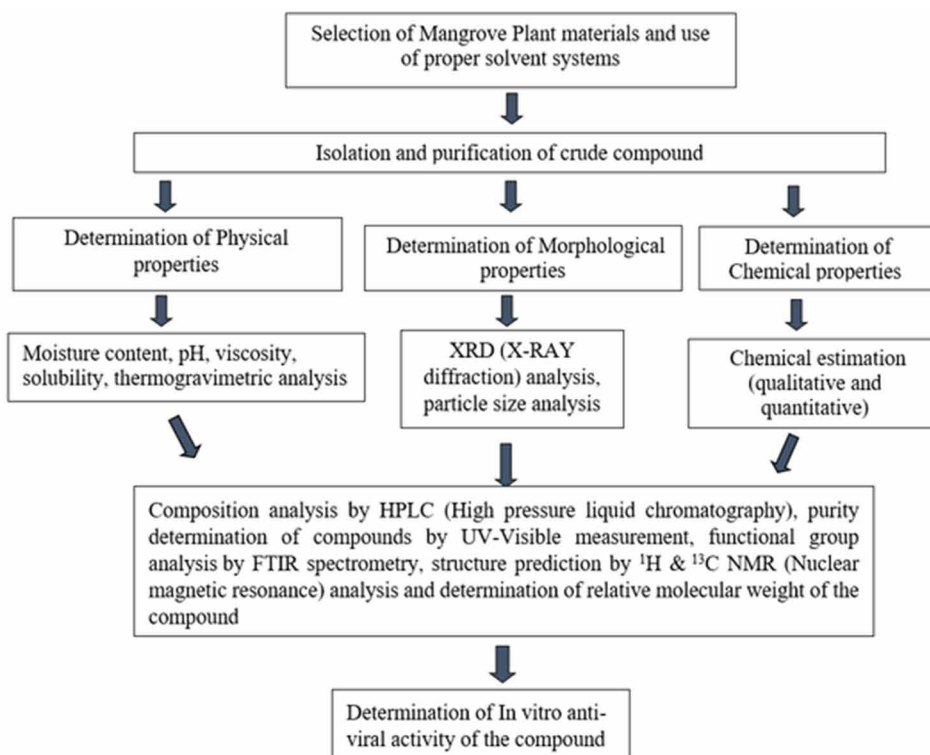 Selection of Mangrove Plant materials and use
of proper solvent systems
Isolation and purification of crude compound
Determination of Physical
properties
Determination of Morphological
properties
Determination of
Chemical properties
Moisture content, pH, viscosity,
solubility, thermogravimetric analysis
XRD (X-RAY
diffraction) analysis,
particle size analysis
Chemical estimation
(qualitative and
quantitative)
Composition analysis by HPLC (High pressure liquid chromatography), purity
determination of compounds by UV-Visible measurement, functional group
analysis by FTIR spectrometry, structure prediction by ¹H & ¹³C NMR (Nuclear
magnetic resonance) analysis and determination of relative molecular weight of the
compound
Determination of In vitro anti-
viral activity of the compound